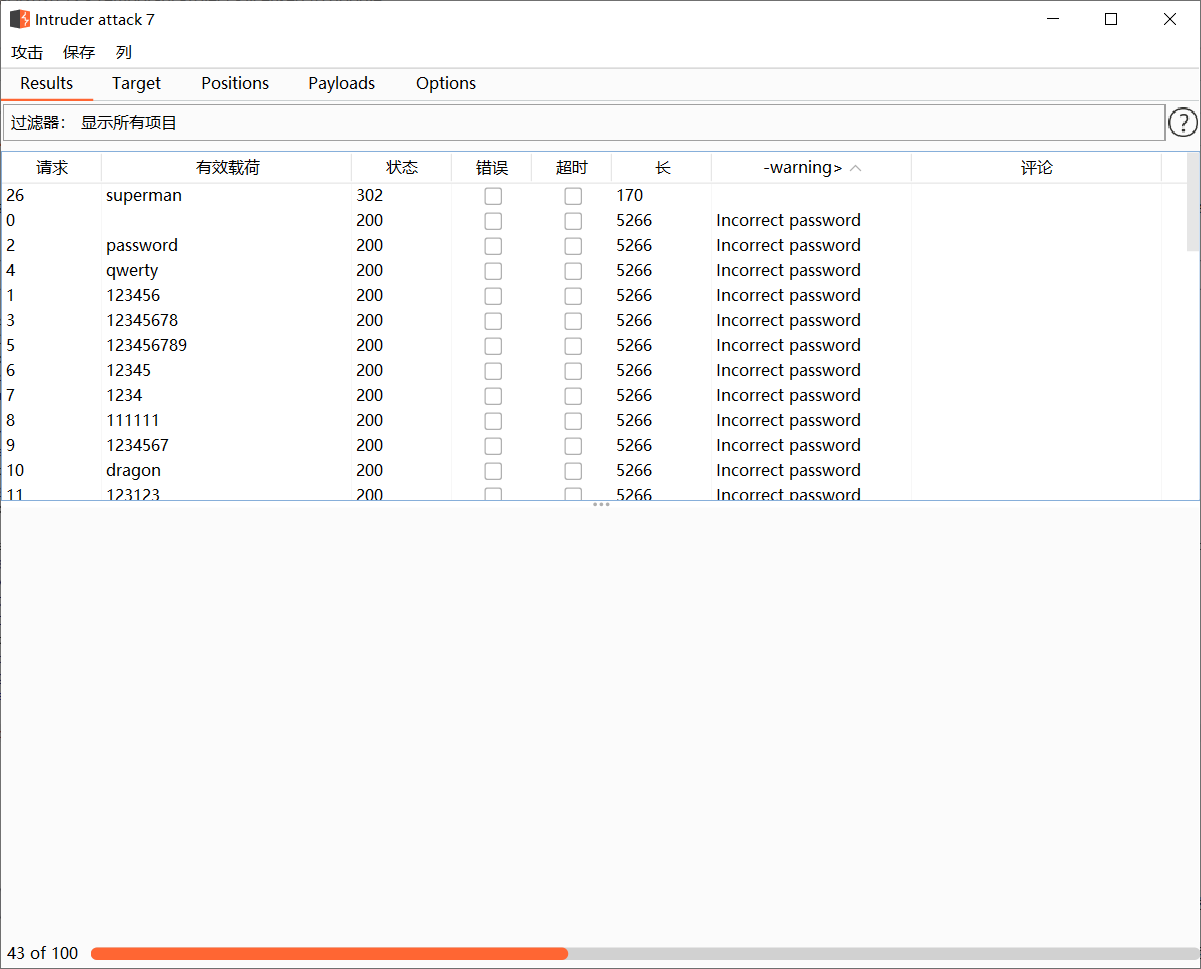 Intruder attack 7
攻击 保存 列
Results Target Positions Payloads Options
过滤器： 显示所有项目 ?
请求 有效载荷 状态 错误 超时 长 -warning> 评论
26 superman 302 170
0 200 5266 Incorrect password
2 password 200 5266 Incorrect password
4 qwerty 200 5266 Incorrect password
1 123456 200 5266 Incorrect password
3 12345678 200 5266 Incorrect password
5 123456789 200 5266 Incorrect password
6 12345 200 5266 Incorrect password
7 1234 200 5266 Incorrect password
8 111111 200 5266 Incorrect password
9 1234567 200 5266 Incorrect password
10 dragon 200 5266 Incorrect password
11 123123 200 5266 Incorrect password
43 of 100